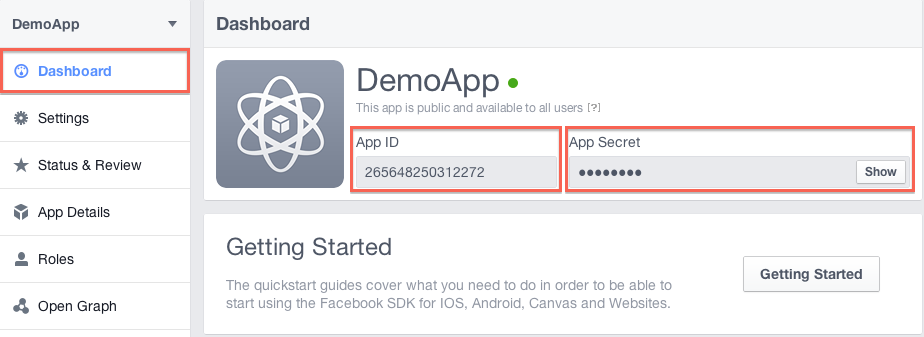 DemoApp
Dashboard
Settings
Status & Review
App Details
Roles
Open Graph
Dashboard
DemoApp
This app is public and available to all users [?]
App ID
265648250312272
App Secret
●●●●●●●●
Show
Getting Started
The quickstart guides cover what you need to do in order to be able to
start using the Facebook SDK for IOS, Android, Canvas and Websites.
Getting Started